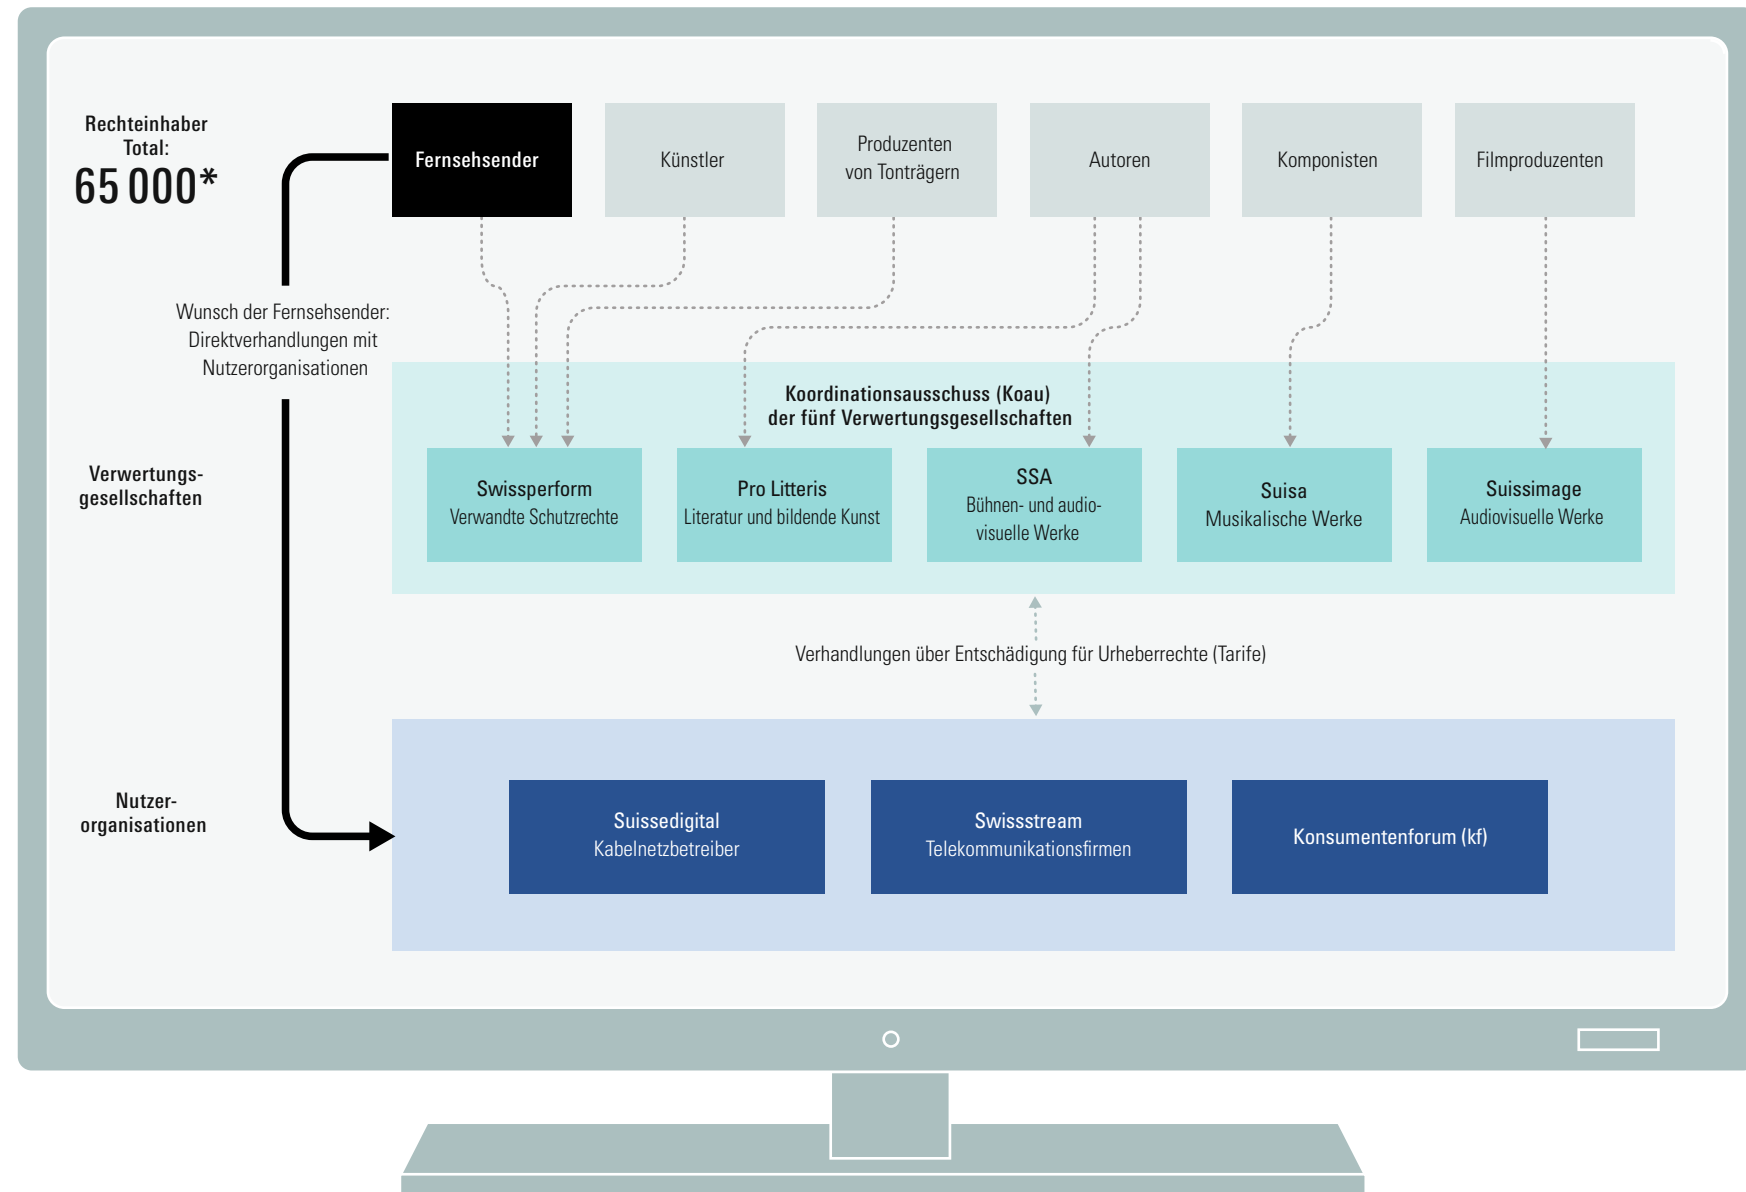 Rechteinhaber
Total:
65 000*
Fernsehsender
Künstler
Produzenten
von Tonträgern
Autoren
Komponisten
Filmproduzenten
Wunsch der Fernsehsender:
Direktverhandlungen mit
Nutzerorganisationen
Koordinationsausschuss (Koau)
der fünf Verwertungsgesellschaften
Verwertungs-
gesellschaften
Swissperform
Verwandte Schutzrechte
Pro Litteris
Literatur und bildende Kunst
SSA
Bühnen- und audio-
visuelle Werke
Suisa
Musikalische Werke
Suissimage
Audiovisuelle Werke
Verhandlungen über Entschädigung für Urheberrechte (Tarife)
Nutzer-
organisationen
Suissedigital
Kabelnetzbetreiber
Swissstream
Telekommunikationsfirmen
Konsumentenforum (kf)